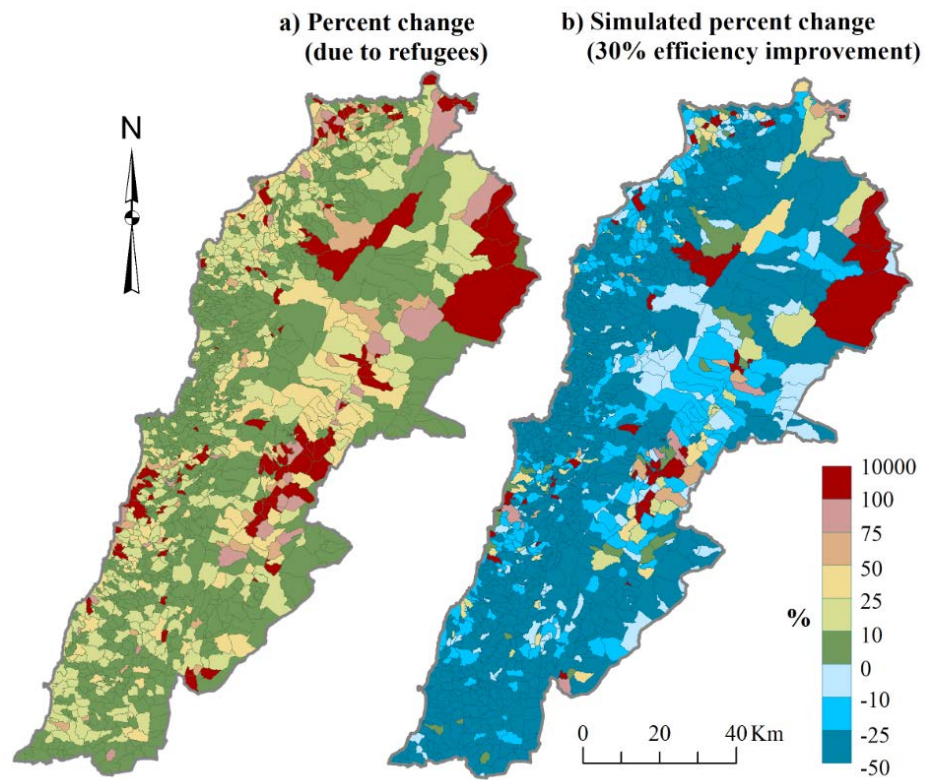 a) Percent change
(due to refugees)
b) Simulated percent change
(30% efficiency improvement)
N
10000
100
75
50
25
10
0
-10
-25
-50
%
0 20 40 Km